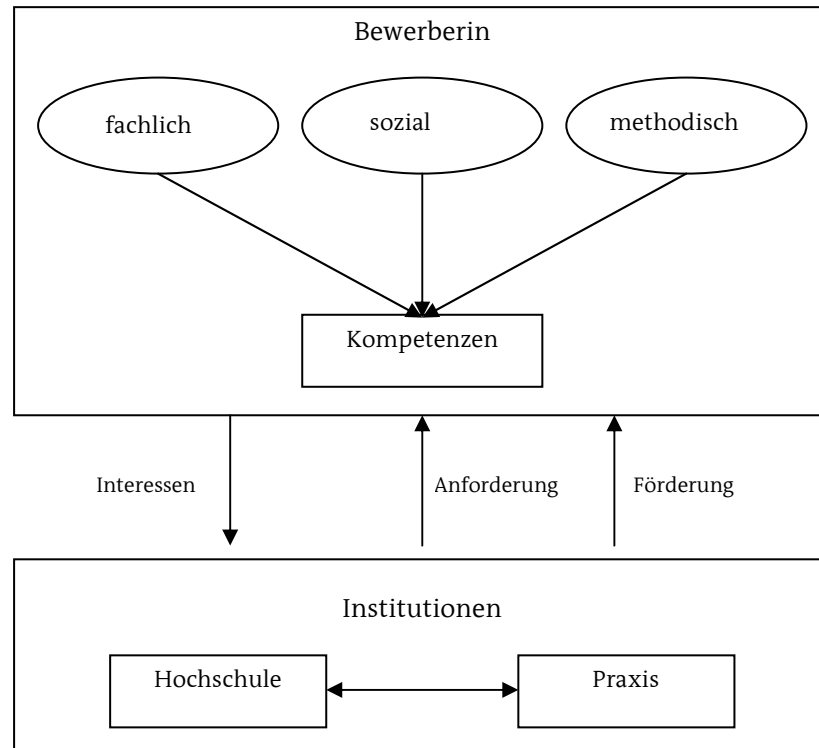 Bewerberin
fachlich
sozial
methodisch
Kompetenzen
Interessen
Anforderung
Förderung
Institutionen
Hochschule
Praxis